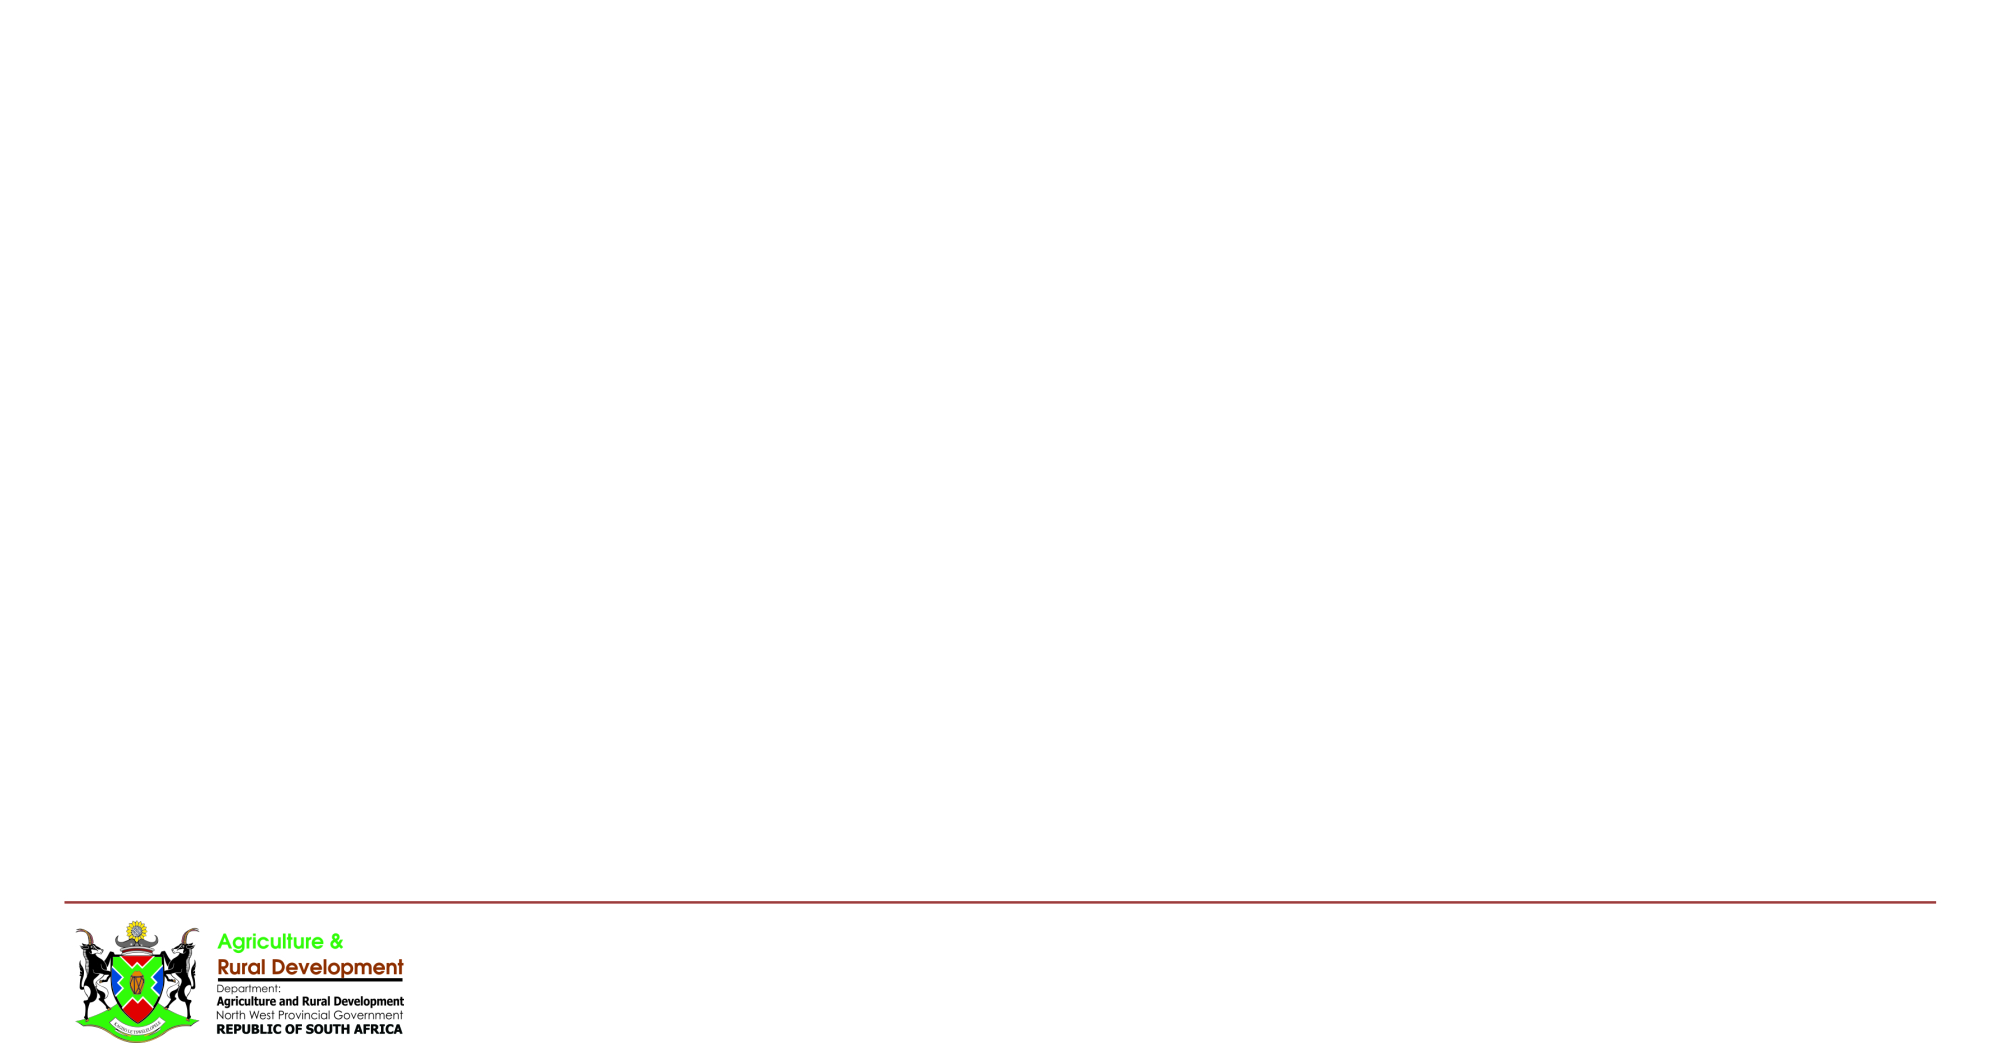 Agriculture &
Rural Development
Department:
Agriculture and Rural Development
North West Provincial Government
REPUBLIC OF SOUTH AFRICA